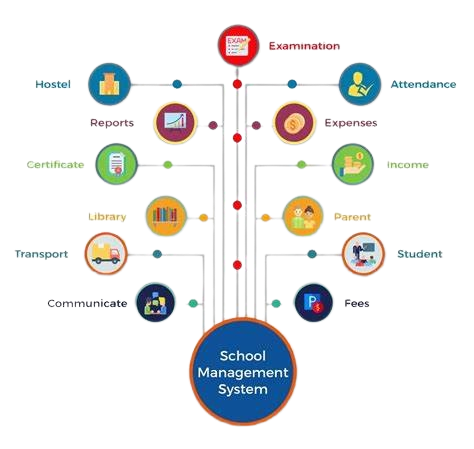 EXAM
Examination
Hostel
Attendance
Reports
Expenses
Certificate
Income
Library
Parent
Transport
Student
Communicate
P
$
Fees
School
Management
System